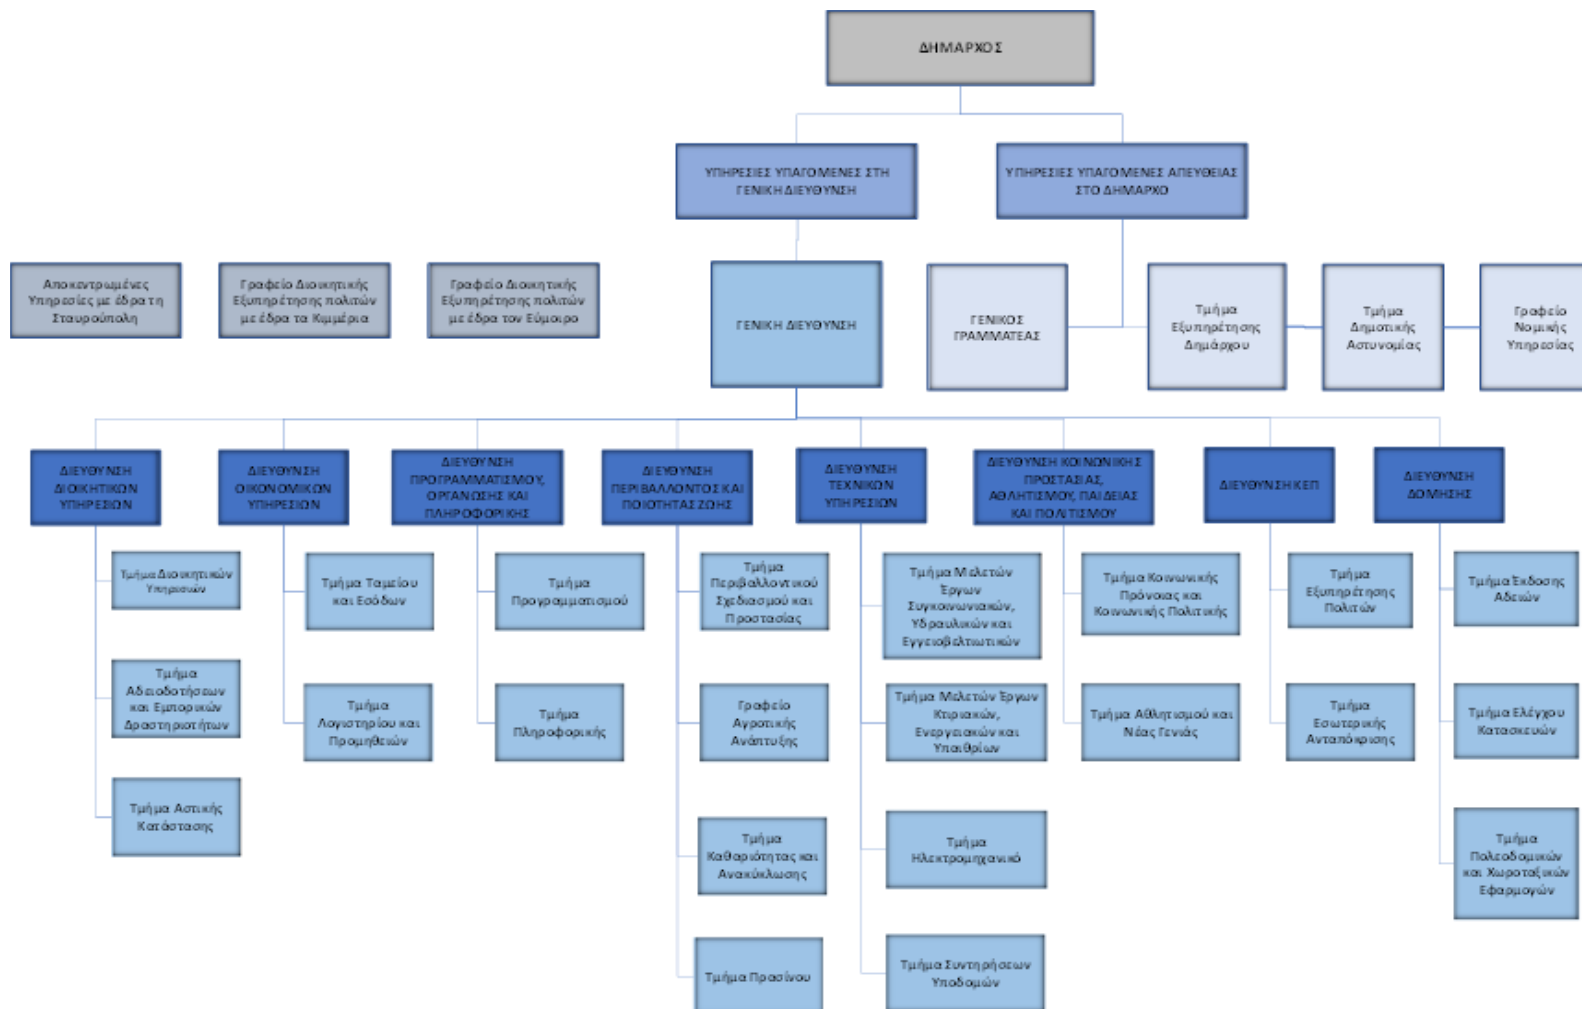 ΔΗΜΑΡΧΟΣ
ΥΠΗΡΕΣΙΕΣ ΥΠΑΓΟΜΕΝΕΣ ΣΤΗ
ΓΕΝΙΚΗ ΔΙΕΥΘΥΝΣΗ
ΥΠΗΡΕΣΙΕΣ ΥΠΑΓΟΜΕΝΕΣ ΑΠΕΥΘΕΙΑΣ
ΣΤΟ ΔΗΜΑΡΧΟ
Αποκεντρωμένες
Υπηρεσίες με έδρα τη
Σταυρούπολη
Γραφείο Διοικητικής
Εξυπηρέτησης πολιτών
με έδρα τα Κιμμέρια
Γραφείο Διοικητικής
Εξυπηρέτησης πολιτών
με έδρα τον Εύμοιρο
ΓΕΝΙΚΗ ΔΙΕΥΘΥΝΣΗ
ΓΕΝΙΚΟΣ
ΓΡΑΜΜΑΤΕΑΣ
Τμήμα
Εξυπηρέτησης
Δημάρχου
Τμήμα
Δημοτικής
Αστυνομίας
Γραφείο
Νομικής
Υπηρεσίας
ΔΙΕΥΘΥΝΣΗ
ΔΙΟΙΚΗΤΙΚΩΝ
ΥΠΗΡΕΣΙΩΝ
ΔΙΕΥΘΥΝΣΗ
ΟΙΚΟΝΟΜΙΚΩΝ
ΥΠΗΡΕΣΙΩΝ
ΔΙΕΥΘΥΝΣΗ
ΠΡΟΓΡΑΜΜΑΤΙΣΜΟΥ,
ΟΡΓΑΝΩΣΗΣ ΚΑΙ
ΠΛΗΡΟΦΟΡΙΚΗΣ
ΔΙΕΥΘΥΝΣΗ
ΠΕΡΙΒΑΛΛΟΝΤΟΣ ΚΑΙ
ΠΟΙΟΤΗΤΑΣ ΖΩΗΣ
ΔΙΕΥΘΥΝΣΗ
ΤΕΧΝΙΚΩΝ
ΥΠΗΡΕΣΙΩΝ
ΔΙΕΥΘΥΝΣΗ ΚΟΙΝΩΝΙΚΗΣ
ΠΡΟΣΤΑΣΙΑΣ,
ΑΘΛΗΤΙΣΜΟΥ, ΠΑΙΔΕΙΑΣ
ΚΑΙ ΠΟΛΙΤΙΣΜΟΥ
ΔΙΕΥΘΥΝΣΗ ΚΕΠ
ΔΙΕΥΘΥΝΣΗ
ΔΟΜΗΣΗΣ
Τμήμα Διοικητικών
Υπηρεσιών
Τμήμα Ταμείου
και Εσόδων
Τμήμα
Προγραμματισμού
Τμήμα
Περιβαλλοντικού
Σχεδιασμού και
Προστασίας
Τμήμα Μελετών
Έργων
Συγκοινωνιακών,
Υδραυλικών και
Εγγειοβελτιωτικών
Τμήμα Κοινωνικής
Πρόνοιας και
Κοινωνικής Πολιτικής
Τμήμα
Εξυπηρέτησης
Πολιτών
Τμήμα Έκδοσης
Αδειών
Τμήμα
Αδειοδοτήσεων
και Εμπορικών
Δραστηριοτήτων
Τμήμα
Λογιστηρίου και
Προμηθειών
Τμήμα
Πληροφορικής
Γραφείο
Αγροτικής
Ανάπτυξης
Τμήμα Μελετών Έργων
Κτιριακών,
Ενεργειακών και
Υπαιθρίων
Τμήμα Αθλητισμού και
Νέας Γενιάς
Τμήμα
Εσωτερικής
Ανταπόκρισης
Τμήμα Ελέγχου
Κατασκευών
Τμήμα Αστικής
Κατάστασης
Τμήμα
Καθαριότητας και
Ανακύκλωσης
Τμήμα
Ηλεκτρομηχανικό
Τμήμα
Πολεοδομικών
και Χωροταξικών
Εφαρμογών
Τμήμα Πρασίνου
Τμήμα Συντηρήσεων
Υποδομών